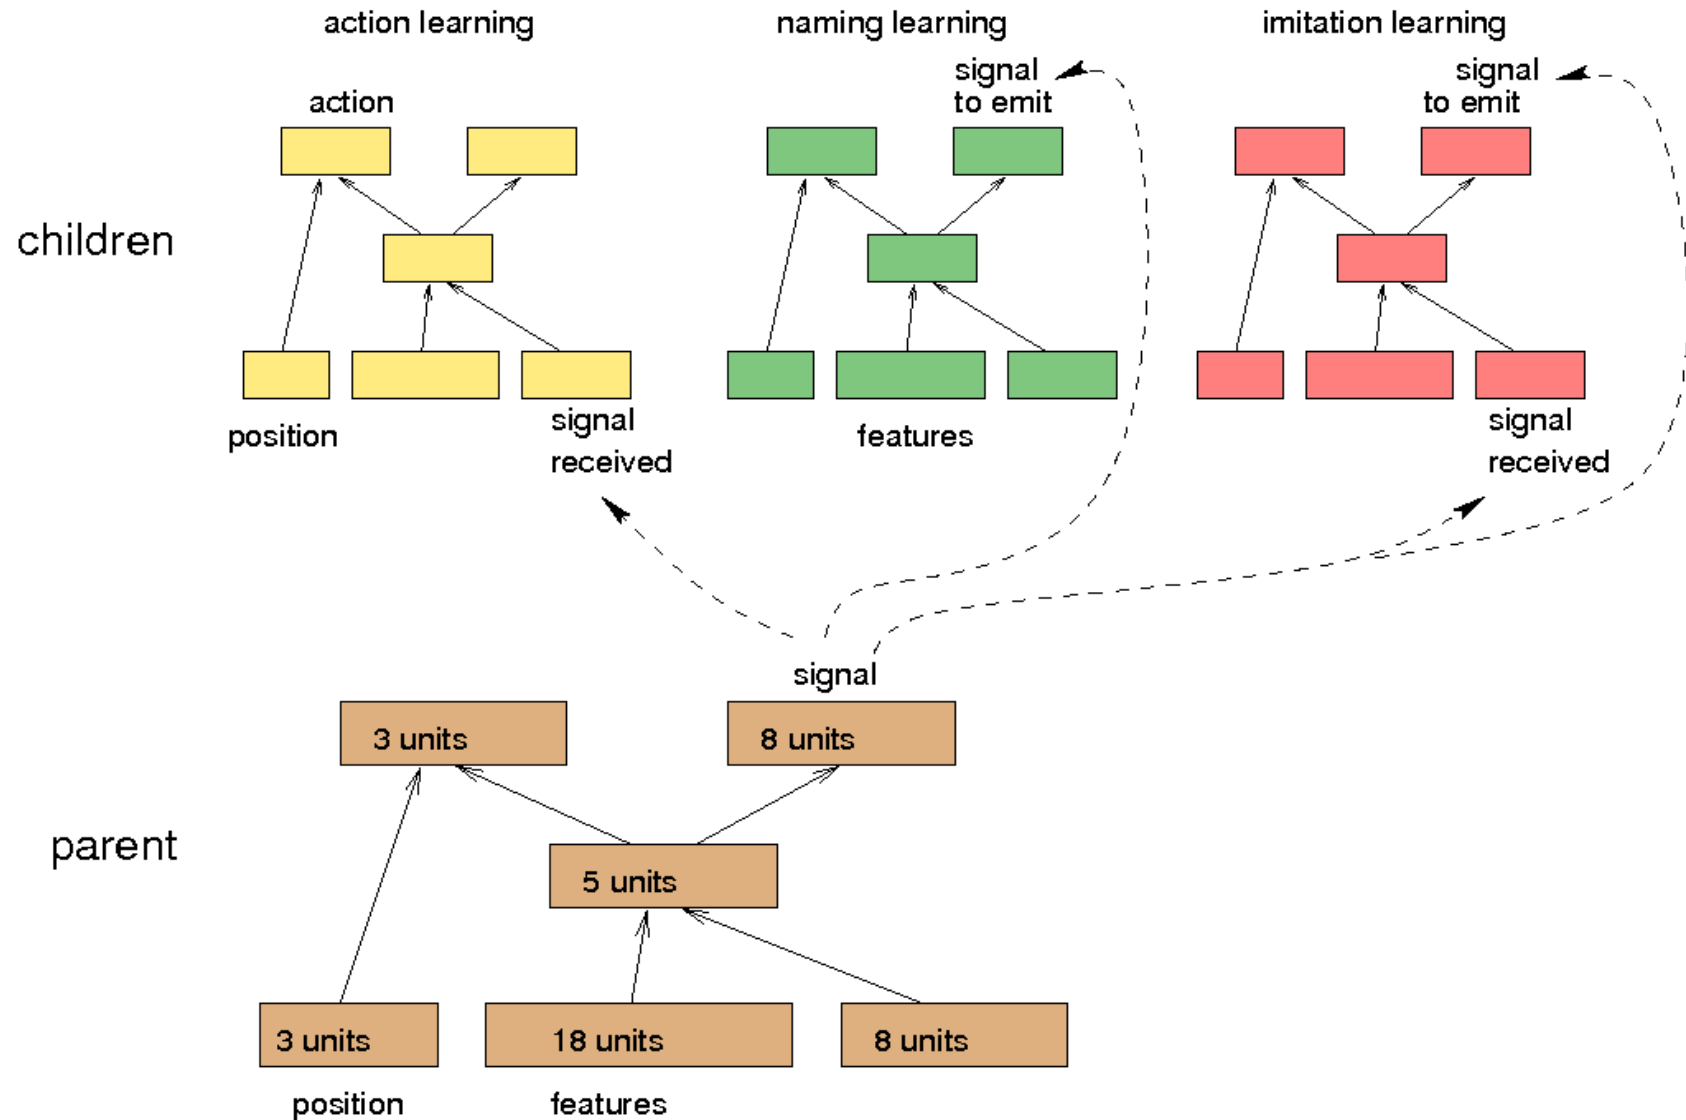 action learning
naming learning
imitation learning
action
signal
to emit
signal
to emit
children
position
signal
received
features
signal
received
signal
3 units
8 units
parent
5 units
3 units
18 units
8 units
position
features